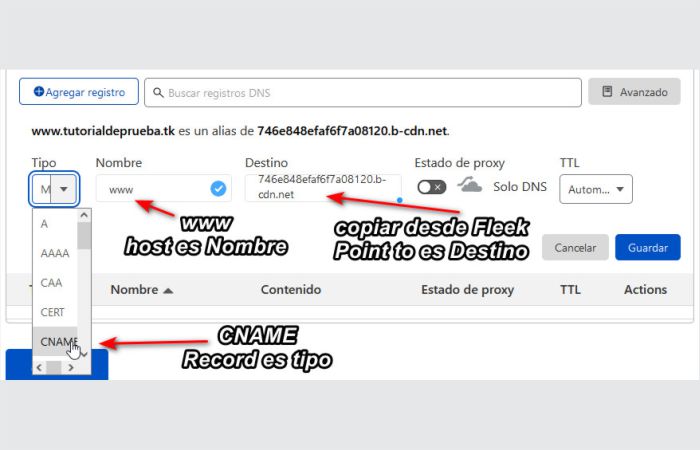 Agregar registro
Buscar registros DNS
Avanzado
www.tutorialdeprueba.tk es un alias de 746e848efaf6f7a08120.b-cdn.net.
Tipo
Nombre
Destino
Estado de proxy
TTL
M
www
746e848efaf6f7a08120.b-
cdn.net
Solo DNS
Autom...
www
host es Nombre
copiar desde Fleek
Point to es Destino
A
AAAA
CAA
CERT
CNAME
Cancelar
Guardar
Nombre
Contenido
Estado de proxy
TTL
Actions
CNAME
Record es tipo